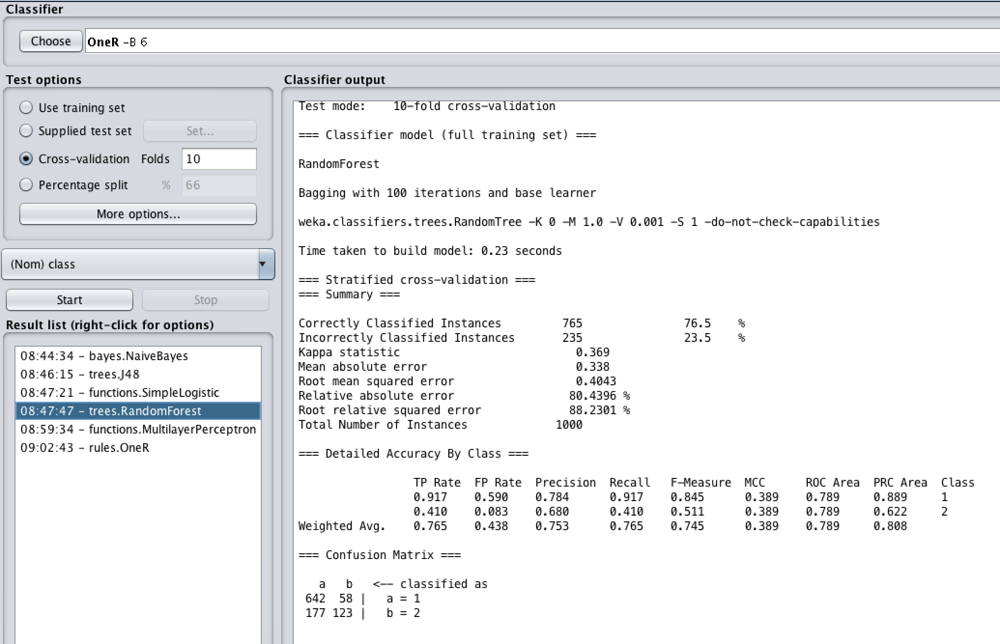 Classifier
Choose OneR -B 6
Test options
Use training set
Supplied test set Set...
Cross-validation Folds 10
Percentage split % 66
More options...
(Nom) class
Start Stop
Result list (right-click for options)
08:44:34 - bayes.NaiveBayes
08:46:15 - trees.J48
08:47:21 - functions.SimpleLogistic
08:47:47 - trees.RandomForest
08:59:34 - functions.MultilayerPerceptron
09:02:43 - rules.OneR
Classifier output
Test mode: 10-fold cross-validation
=== Classifier model (full training set) ===
RandomForest
Bagging with 100 iterations and base learner
weka.classifiers.trees.RandomTree -K 0 -M 1.0 -V 0.001 -S 1 -do-not-check-capabilities
Time taken to build model: 0.23 seconds
=== Stratified cross-validation ===
=== Summary ===
Correctly Classified Instances 765 76.5 %
Incorrectly Classified Instances 235 23.5 %
Kappa statistic 0.369
Mean absolute error 0.338
Root mean squared error 0.4043
Relative absolute error 80.4396 %
Root relative squared error 88.2301 %
Total Number of Instances 1000
=== Detailed Accuracy By Class ===
TP Rate FP Rate Precision Recall F-Measure MCC ROC Area PRC Area Class
0.917 0.590 0.784 0.917 0.845 0.389 0.789 0.889 1
0.410 0.083 0.680 0.410 0.511 0.389 0.789 0.622 2
Weighted Avg. 0.765 0.438 0.753 0.765 0.745 0.389 0.789 0.808
=== Confusion Matrix ===
a b <-- classified as
642 58 | a = 1
177 123 | b = 2